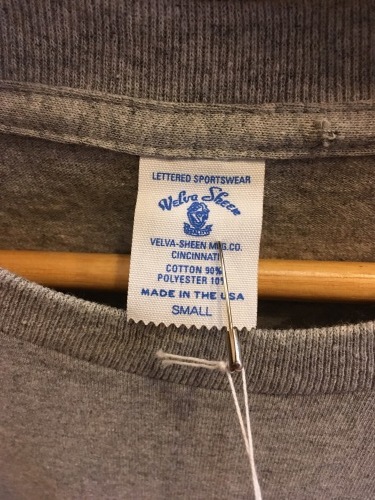 LETTERED SPORTSWEAR
Velva Sheen
VELVA-SHEEN MFG.CO.
CINCINNATI
COTTON 90%
POLYESTER 10%
MADE IN THE USA
SMALL